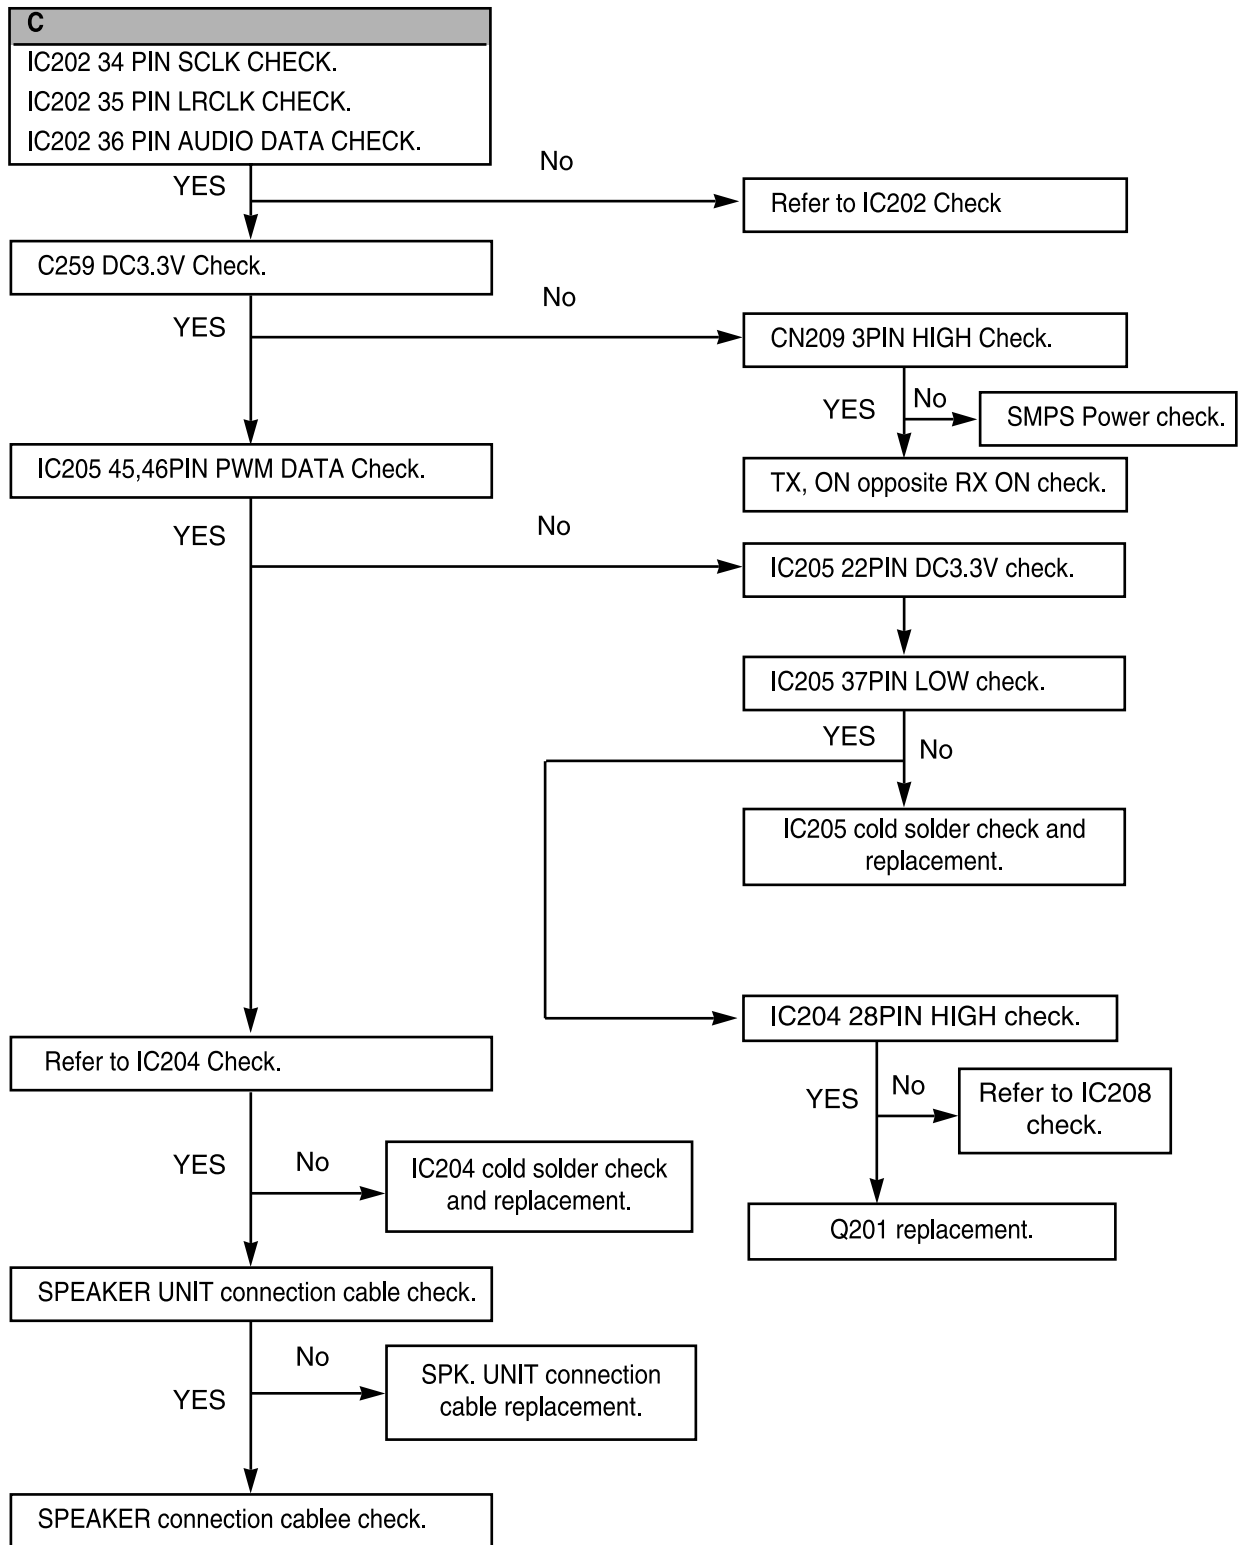 C
IC202 34 PIN SCLK CHECK.
IC202 35 PIN LRCLK CHECK.
IC202 36 PIN AUDIO DATA CHECK.
YES
No
Refer to IC202 Check
C259 DC3.3V Check.
YES
No
CN209 3PIN HIGH Check.
YES
No
SMPS Power check.
TX, ON opposite RX ON check.
IC205 45,46PIN PWM DATA Check.
YES
No
IC205 22PIN DC3.3V check.
IC205 37PIN LOW check.
YES
No
IC205 cold solder check and
replacement.
IC204 28PIN HIGH check.
YES
No
Refer to IC208
check.
Q201 replacement.
Refer to IC204 Check.
YES
No
IC204 cold solder check
and replacement.
SPEAKER UNIT connection cable check.
YES
No
SPK. UNIT connection
cable replacement.
SPEAKER connection cablee check.